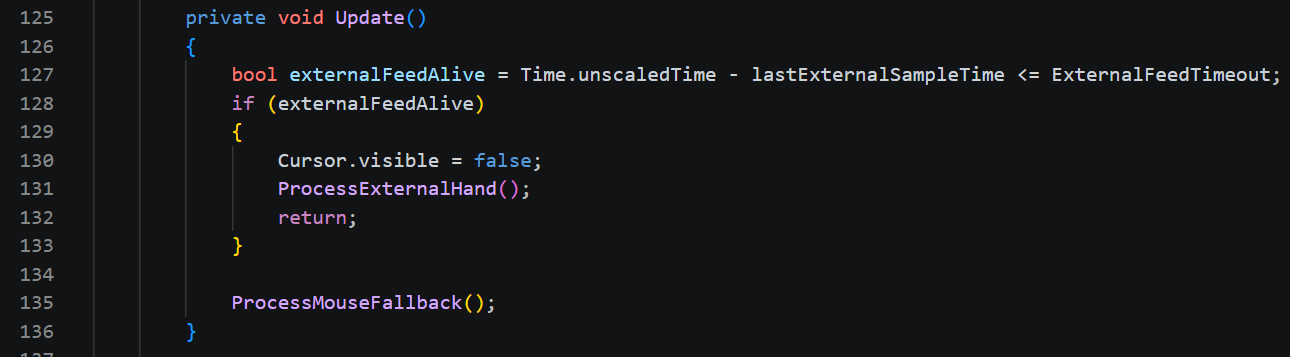 125 private void Update()
126 {
127 bool externalFeedAlive = Time.unscaledTime - lastExternalSampleTime <= ExternalFeedTimeout;
128 if (externalFeedAlive)
129 {
130 Cursor.visible = false;
131 ProcessExternalHand();
132 return;
133 }
134
135 ProcessMouseFallback();
136 }